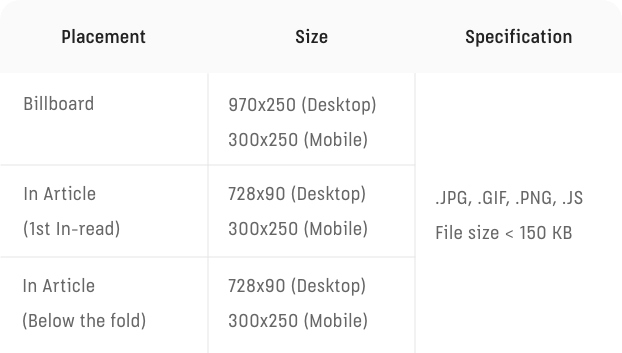 Placement Size Specification
Billboard 970x250 (Desktop)
300x250 (Mobile)
In Article 728x90 (Desktop)
(1st In-read) 300x250 (Mobile)
.JPG, .GIF, .PNG, .JS
File size < 150 KB
In Article 728x90 (Desktop)
(Below the fold) 300x250 (Mobile)